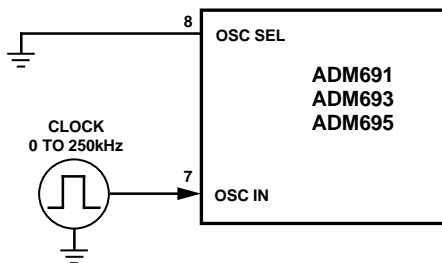 8
OSC SEL
ADM691
ADM693
ADM695
CLOCK
0 TO 250kHz
7
OSC IN